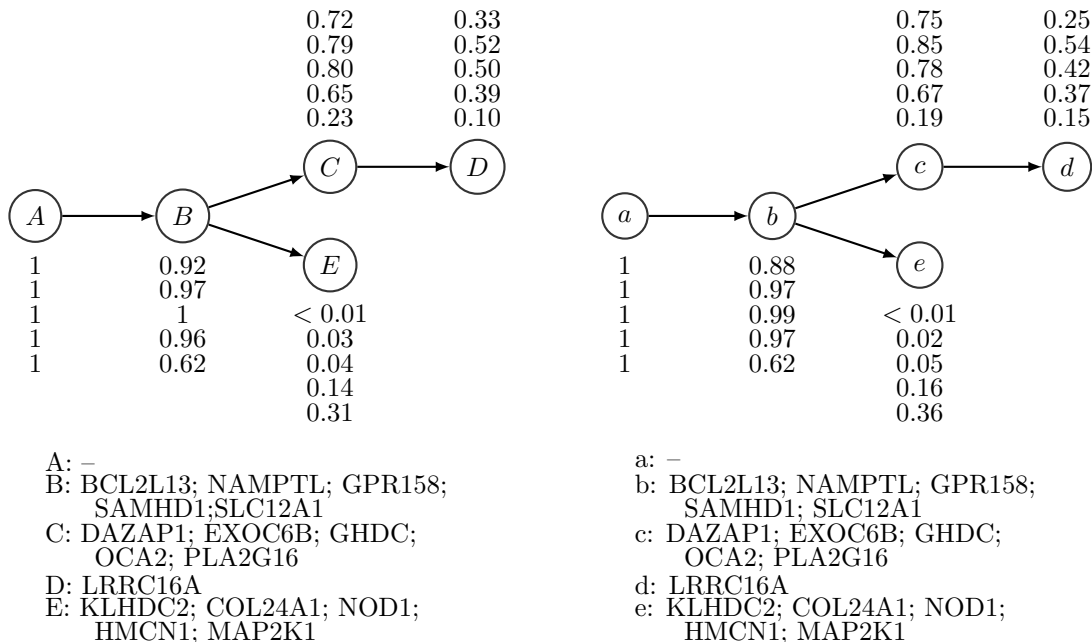 0.72 0.33 0.75 0.25
0.79 0.52 0.85 0.54
0.80 0.50 0.78 0.42
0.65 0.39 0.67 0.37
0.23 0.10 0.19 0.15
C D c d
A B a b
E e
1 0.92 1 0.88
1 0.97 1 0.97
1 1 < 0.01 1 0.99 < 0.01
1 0.96 0.03 1 0.97 0.02
1 0.62 0.04 1 0.62 0.05
0.14 0.16
0.31 0.36
A: –
B: BCL2L13; NAMPTL; GPR158;
SAMHD1;SLC12A1
C: DAZAP1; EXOC6B; GHDC;
OCA2; PLA2G16
D: LRRC16A
E: KLHDC2; COL24A1; NOD1;
HMCN1; MAP2K1
a: –
b: BCL2L13; NAMPTL; GPR158;
SAMHD1; SLC12A1
c: DAZAP1; EXOC6B; GHDC;
OCA2; PLA2G16
d: LRRC16A
e: KLHDC2; COL24A1; NOD1;
HMCN1; MAP2K1